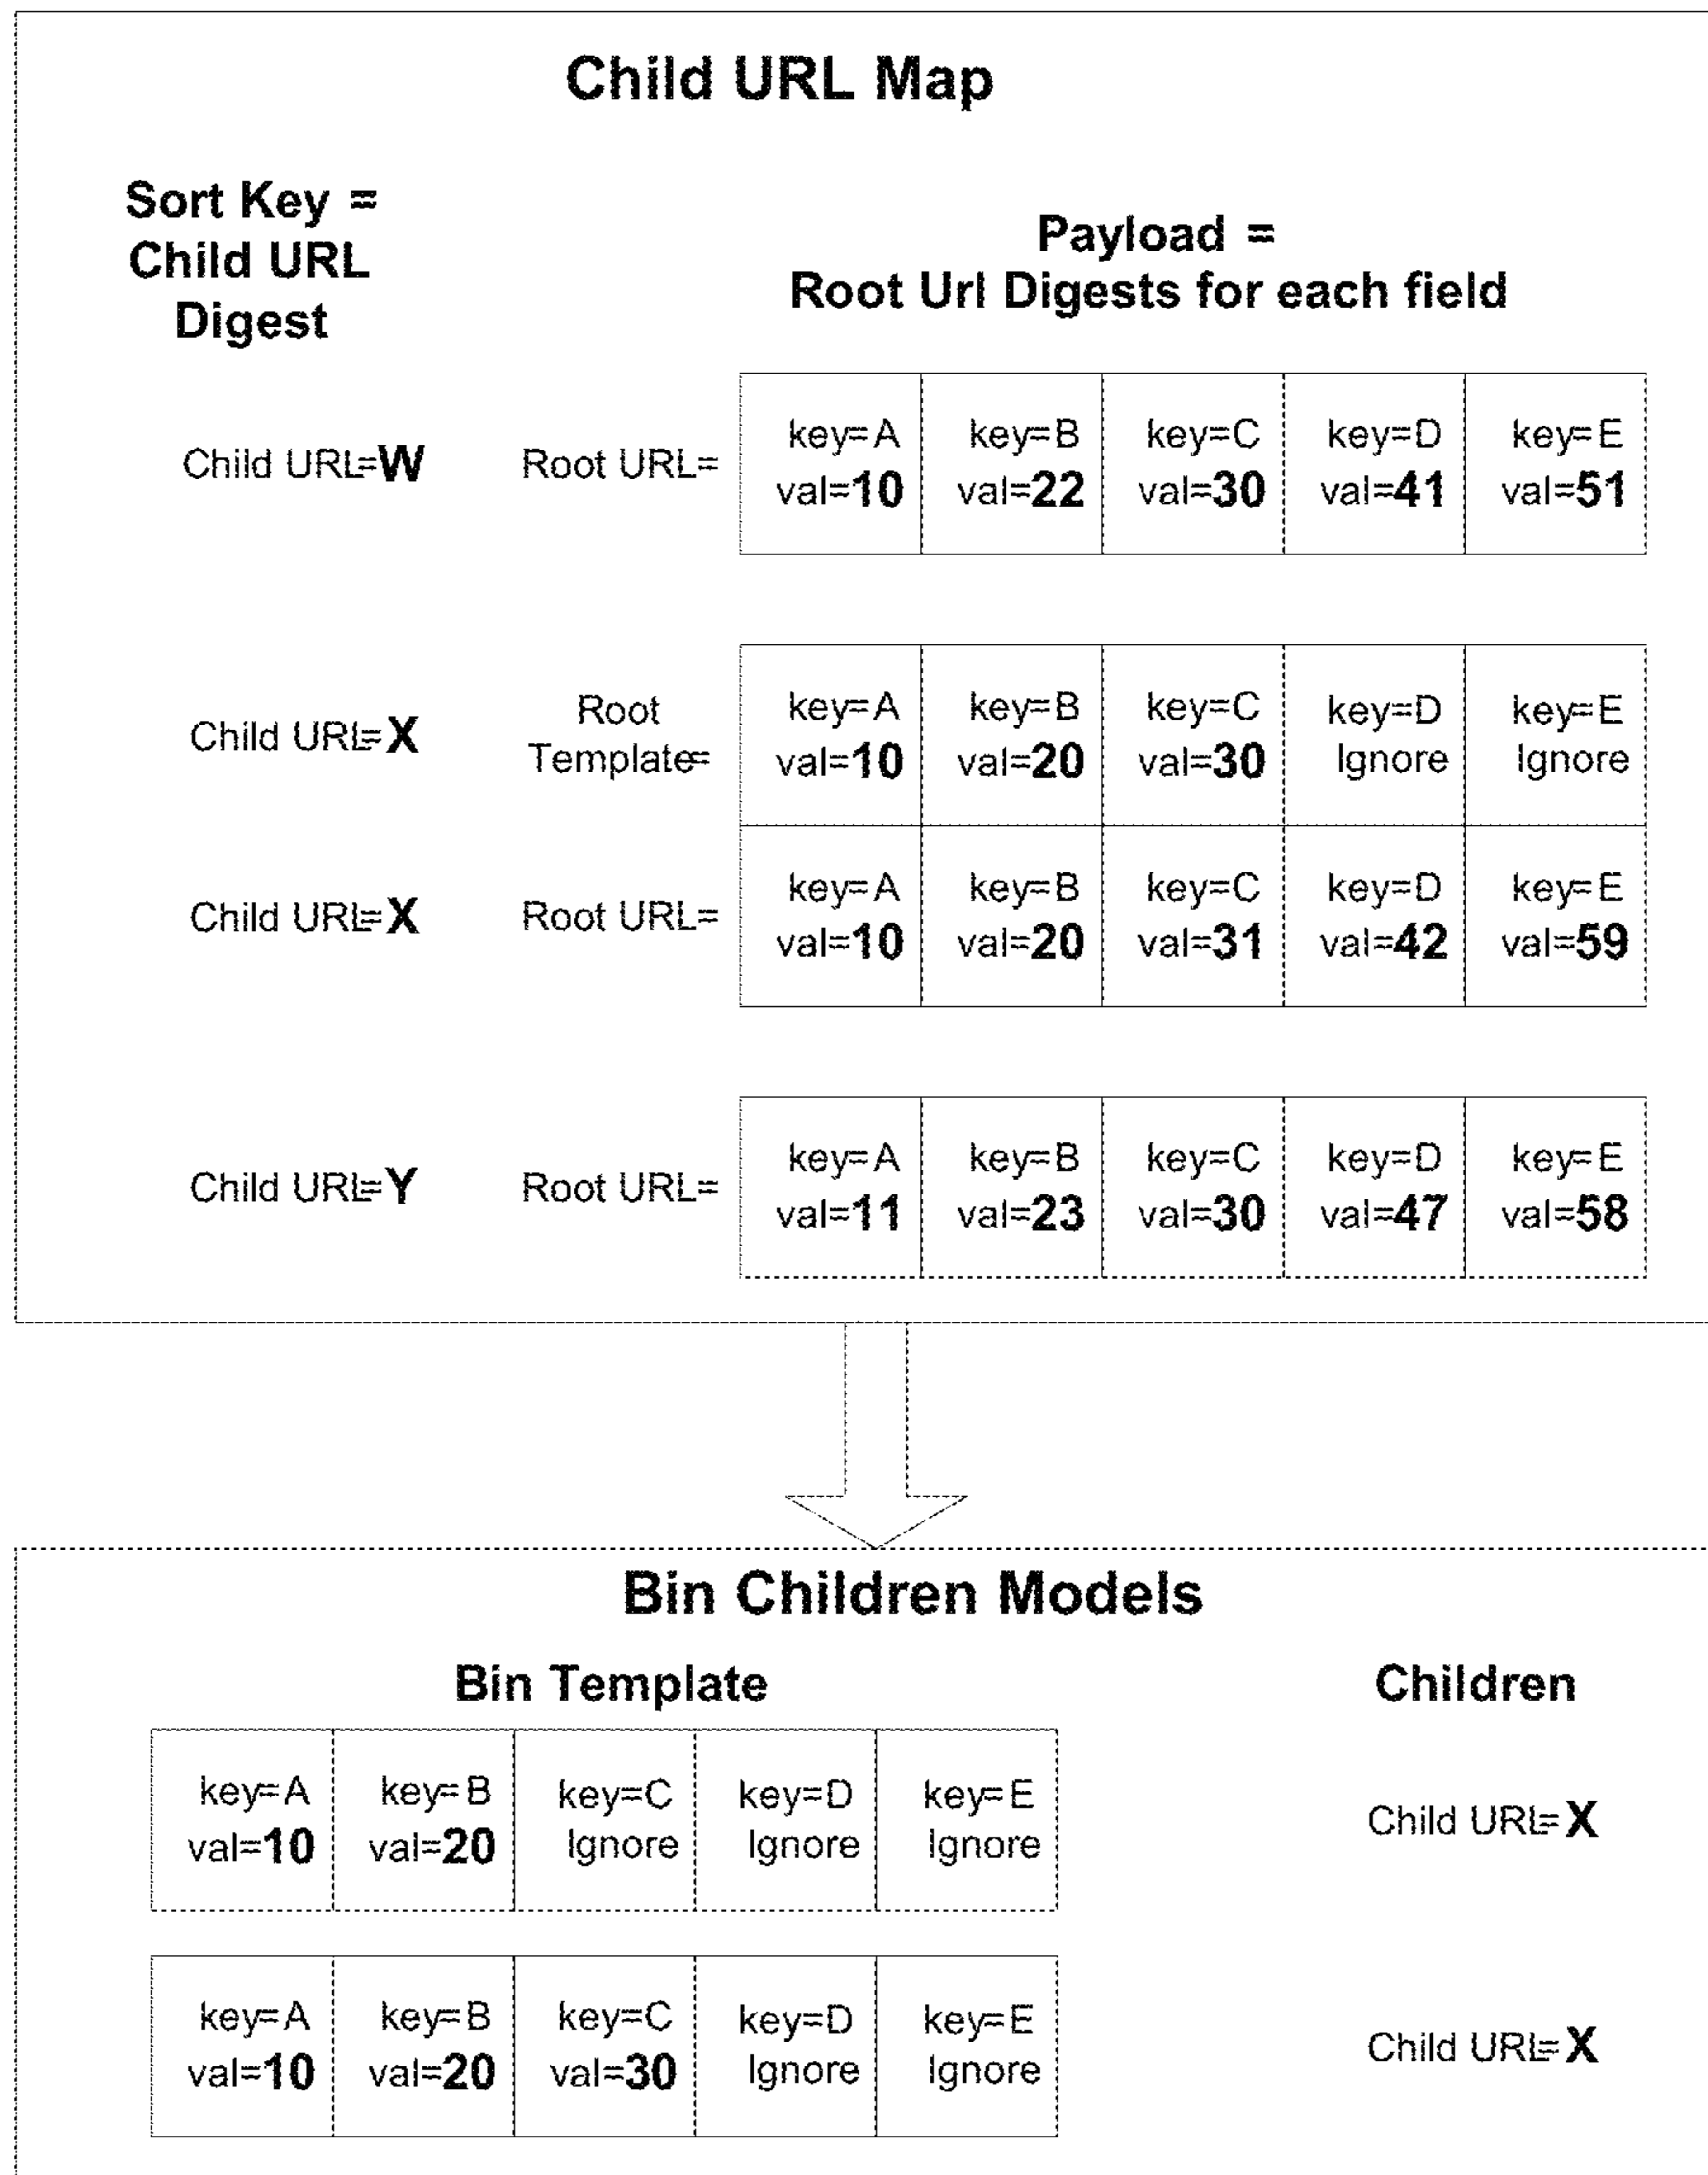 Child URL Map
Sort Key =
Child URL
Digest
Payload =
Root Url Digests for each field
Child URL=W
Root URL=
key=A key=B key=C key=D key=E
val=10 val=22 val=30 val=41 val=51
Child URL=X
Root
Template=
key=A key=B key=C key=D key=E
val=10 val=20 val=30 Ignore Ignore
Child URL=X
Root URL=
key=A key=B key=C key=D key=E
val=10 val=20 val=31 val=42 val=59
Child URL=Y
Root URL=
key=A key=B key=C key=D key=E
val=11 val=23 val=30 val=47 val=58
Bin Children Models
Bin Template
Children
key=A key=B key=C key=D key=E
val=10 val=20 Ignore Ignore Ignore
Child URL=X
key=A key=B key=C key=D key=E
val=10 val=20 val=30 Ignore Ignore
Child URL=X